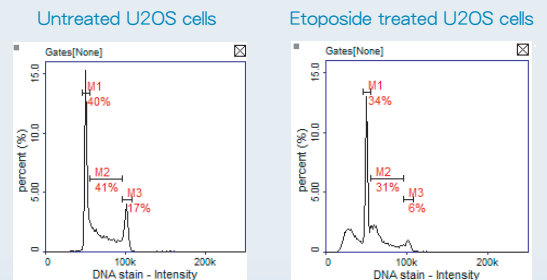 Untreated U2OS cells
Gates[None]
percent (%)
15.0
10.0
5.00
0
M1
40%
M2
41%
M3
17%
0
100k
200k
DNA stain - Intensity
Etoposide treated U2OS cells
Gates[None]
percent (%)
15.0
10.0
5.00
0
M1
34%
M2
31%
M3
6%
0
100k
200k
DNA stain - Intensity